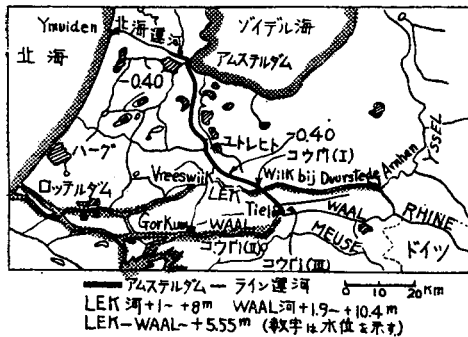 Ymuiden
北海
北海運河
ゾイデル海
アムステルダム
-0.40
ユトレヒト
-0.40
コウ門(I)
ハーグ
Vreeswijk
Wijk bij Duurstede
Arnhem
YSSEL
ロッテルダム
LEK
Tiel
WAAL
RHINE
Gorkum
WAAL
MEUSE
コウ門(II)
コウ門(III)
ドイツ
アムステルダム ― ライン運河
0 10 20 KM
LEK河+1~+8m WAAL河+1.9~+10.4m
LEK-WAAL~+5.55m (数字は水位を示す)